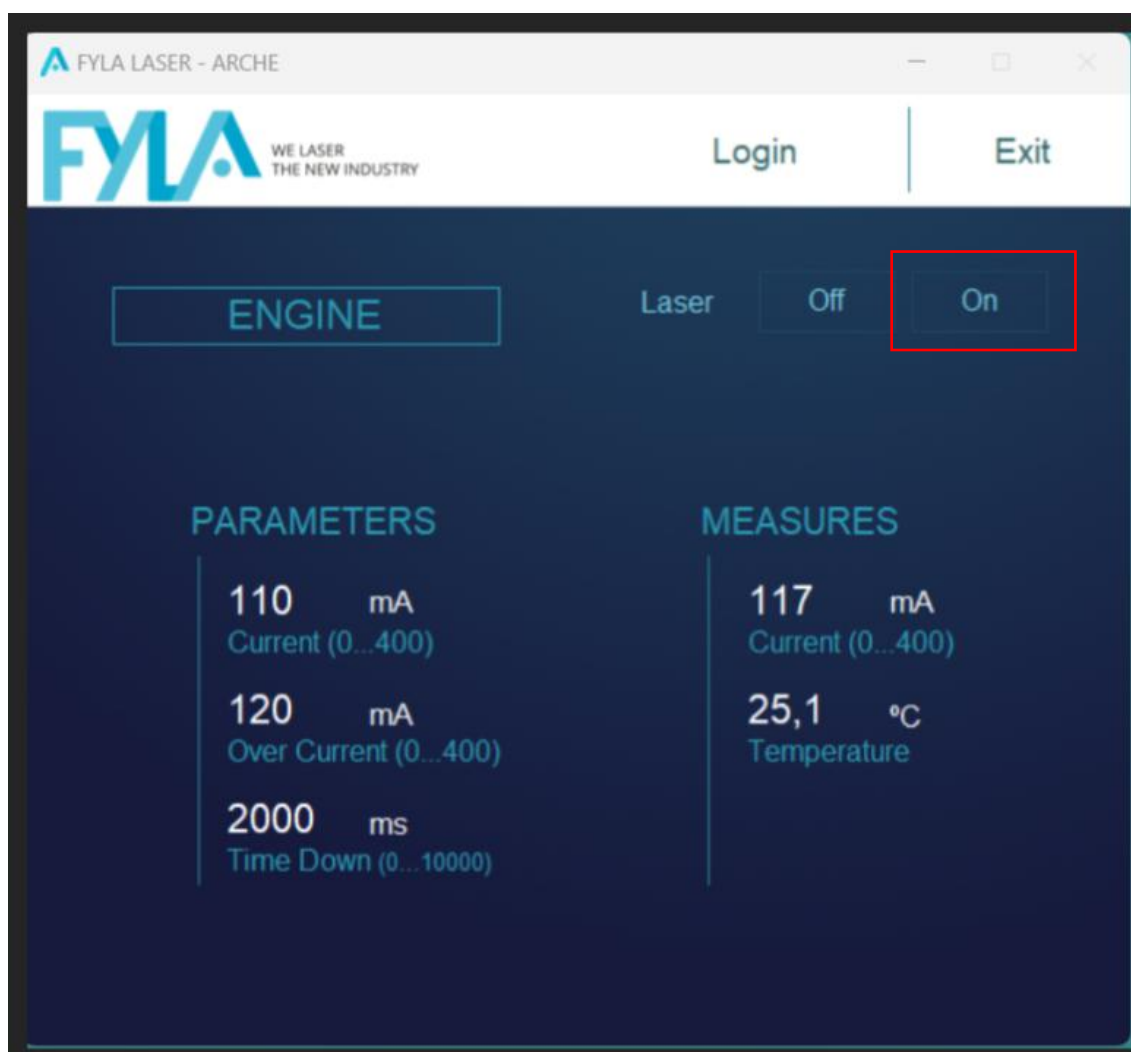 FYLA LASER - ARCHE
FYLA
WE LASER
THE NEW INDUSTRY
Login
Exit
ENGINE
Laser
Off
On
PARAMETERS
110 mA
Current (0...400)
120 mA
Over Current (0...400)
2000 ms
Time Down (0...10000)
MEASURES
117 mA
Current (0...400)
25,1 ºC
Temperature